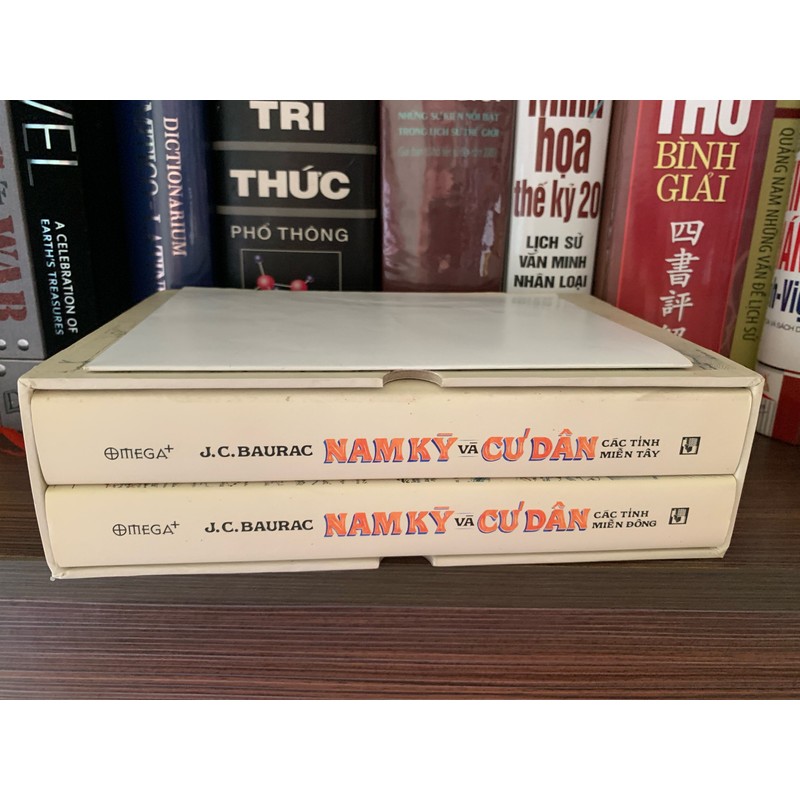 VEL
A CELEBRATION OF
EARTH'S TREASURES
WAR
DICTIONARIUM
TRI
THỨC
PHỔ THÔNG
NHỮNG SỰ KIỆN NỔI BẬT
TRONG LỊCH SỬ THẾ GIỚI
Minh
họa
thế kỷ 20
LỊCH SỬ
VĂN MINH
NHÂN LOẠI
THƯ
BÌNH
GIẢI
四書評解
QUẢNG NAM NHỮNG VẤN ĐỀ LỊCH SỬ
OMEGA+ J.C.BAURAC NAM KỲ VÀ CƯ DÂN CÁC TỈNH
MIỀN TÂY
OMEGA+ J.C.BAURAC NAM KỲ VÀ CƯ DÂN CÁC TỈNH
MIỀN ĐÔNG